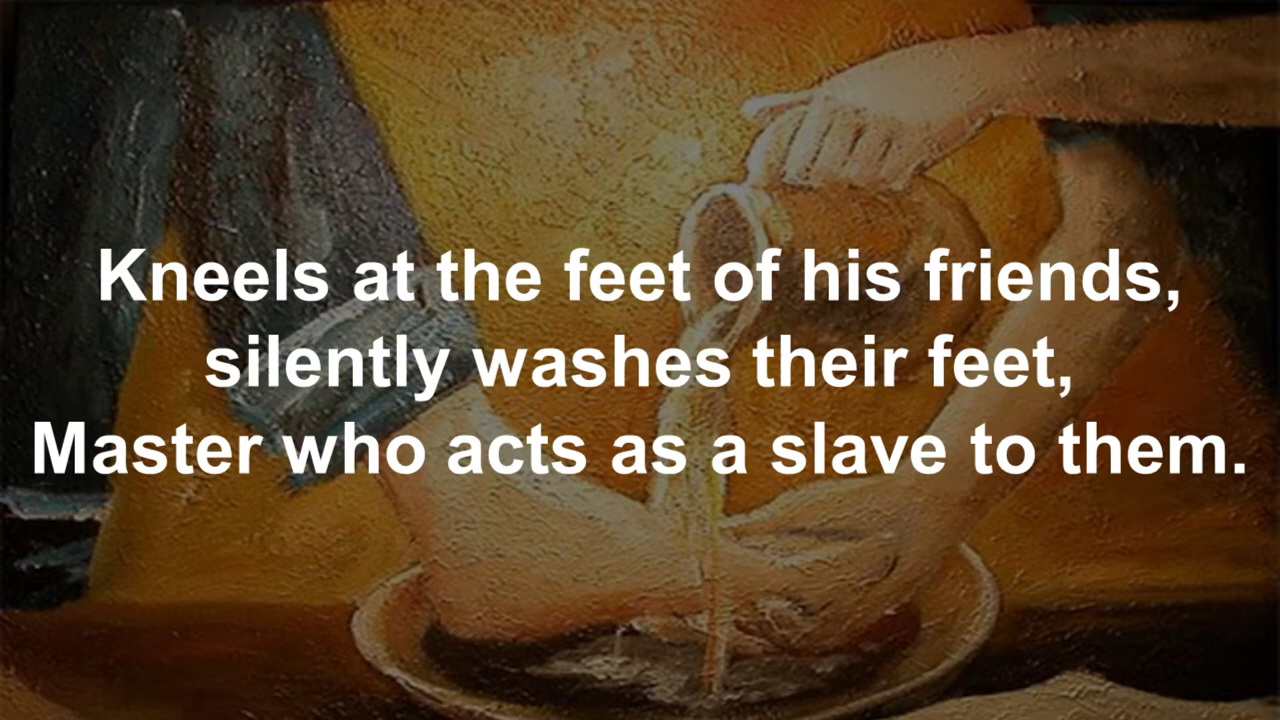 Kneels at the feet of his friends,
silently washes their feet,
Master who acts as a slave to them.